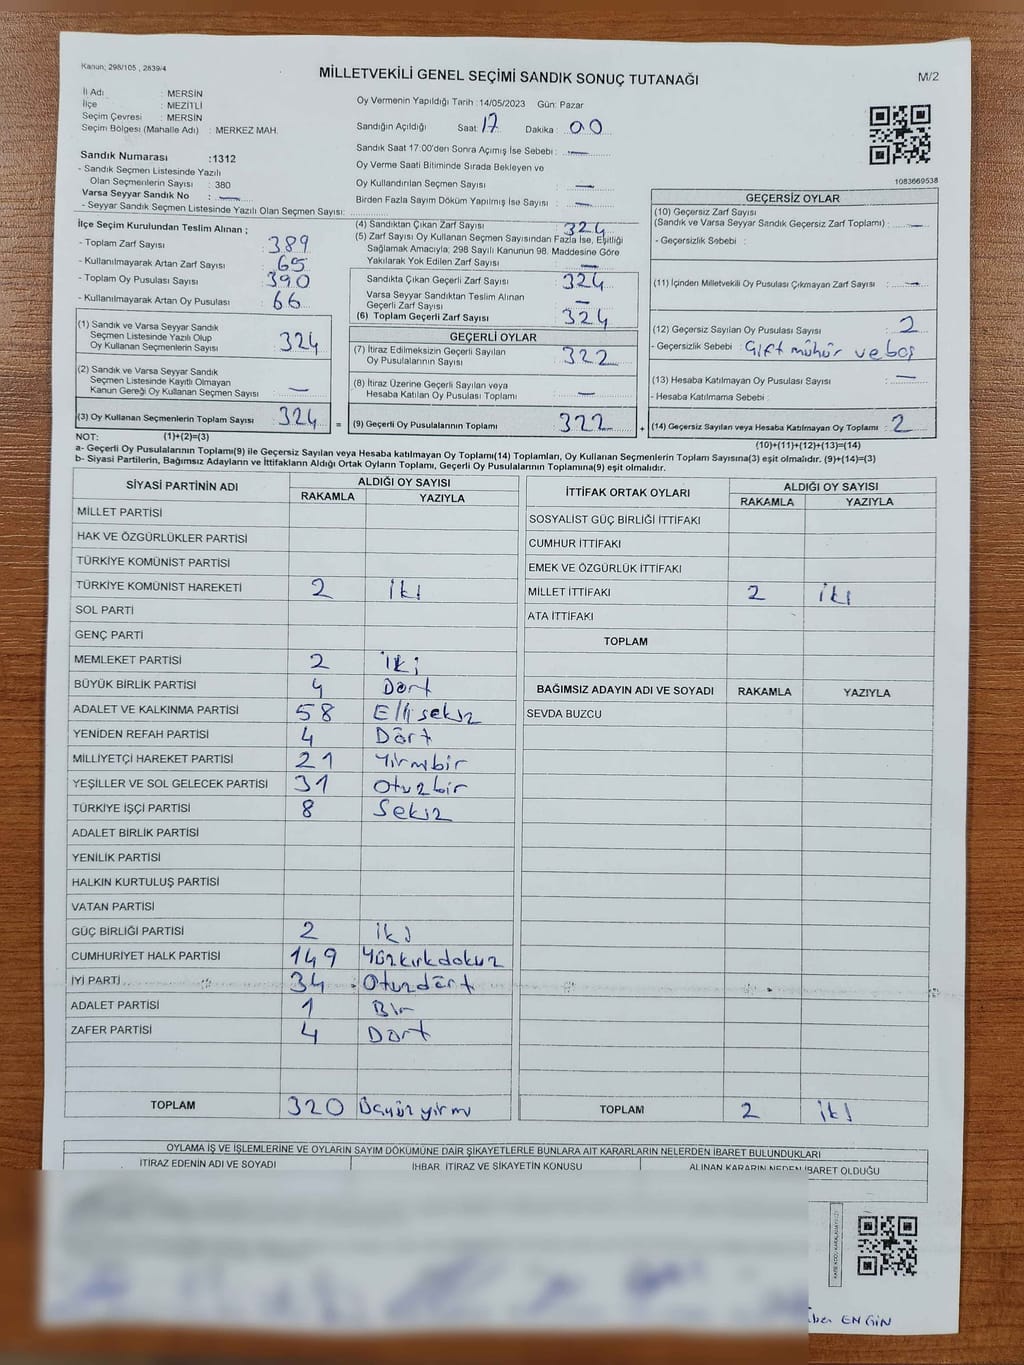 Kanun; 298/105 , 2839/4
MİLLETVEKİLİ GENEL SEÇİMİ SANDIK SONUÇ TUTANAĞI
M/2
İl Adı : MERSİN
İlçe : MEZİTLİ
Seçim Çevresi : MERSİN
Seçim Bölgesi (Mahalle Adı) : MERKEZ MAH.
Sandık Numarası :1312
- Sandık Seçmen Listesinde Yazılı
Olan Seçmenlerin Sayısı : 380
Varsa Seyyar Sandık No : —
- Seyyar Sandık Seçmen Listesinde Yazılı Olan Seçmen Sayısı:
Oy Vermenin Yapıldığı Tarih :14/05/2023 Gün: Pazar
Sandığın Açıldığı Saat: 17 Dakika : 00
Sandık Saat 17:00'den Sonra Açımış İse Sebebi : —
Oy Verme Saati Bitiminde Sırada Bekleyen ve
Oy Kullandırılan Seçmen Sayısı —
Birden Fazla Sayım Döküm Yapılmış İse Sayısı : —
1083669538
İlçe Seçim Kurulundan Teslim Alınan ;
- Toplam Zarf Sayısı : 389
- Kullanılmayarak Artan Zarf Sayısı : 65
- Toplam Oy Pusulası Sayısı : 390
- Kullanılmayarak Artan Oy Pusulası : 66
(1) Sandık ve Varsa Seyyar Sandık
Seçmen Listesinde Yazılı Olup
Oy Kullanan Seçmenlerin Sayısı : 324
(2) Sandık ve Varsa Seyyar Sandık
Seçmen Listesinde Kayıtlı Olmayan
Kanun Gereği Oy Kullanan Seçmen Sayısı : —
(3) Oy Kullanan Seçmenlerin Toplam Sayısı : 324
(4) Sandıktan Çıkan Zarf Sayısı : 324
(5) Zarf Sayısı Oy Kullanan Seçmen Sayısından Fazla İse, Eşitliği
Sağlamak Amacıyla; 298 Sayılı Kanunun 98. Maddesine Göre
Yakılarak Yok Edilen Zarf Sayısı : —
Sandıkta Çıkan Geçerli Zarf Sayısı : 324
Varsa Seyyar Sandıktan Teslim Alınan
Geçerli Zarf Sayısı : —
(6) Toplam Geçerli Zarf Sayısı : 324
GEÇERLİ OYLAR
(7) İtiraz Edilmeksizin Geçerli Sayılan
Oy Pusulalarının Sayısı : 322
(8) İtiraz Üzerine Geçerli Sayılan veya
Hesaba Katılan Oy Pusulası Toplamı : —
= (9) Geçerli Oy Pusulalarının Toplamı : 322
GEÇERSİZ OYLAR
(10) Geçersiz Zarf Sayısı
(Sandık ve Varsa Seyyar Sandık Geçersiz Zarf Toplamı) : —
- Geçersizlik Sebebi :
(11) İçinden Milletvekili Oy Pusulası Çıkmayan Zarf Sayısı : —
(12) Geçersiz Sayılan Oy Pusulası Sayısı : 2
- Geçersizlik Sebebi : Çift mühür ve boş
(13) Hesaba Katılmayan Oy Pusulası Sayısı : —
- Hesaba Katılmama Sebebi :
+ (14) Geçersiz Sayılan veya Hesaba Katılmayan Oy Toplamı : 2
NOT: (1)+(2)=(3)
(10)+(11)+(12)+(13)=(14)
a- Geçerli Oy Pusulalarının Toplamı(9) ile Geçersiz Sayılan veya Hesaba katılmayan Oy Toplamı(14) Toplamları, Oy Kullanan Seçmenlerin Toplam Sayısına(3) eşit olmalıdır. (9)+(14)=(3)
b- Siyasi Partilerin, Bağımsız Adayların ve İttifakların Aldığı Ortak Oyların Toplamı, Geçerli Oy Pusulalarının Toplamına(9) eşit olmalıdır.
SİYASİ PARTİNİN ADI ALDIĞI OY SAYISI
RAKAMLA YAZIYLA
MİLLET PARTİSİ
HAK VE ÖZGÜRLÜKLER PARTİSİ
TÜRKİYE KOMÜNİST PARTİSİ
TÜRKİYE KOMÜNİST HAREKETİ 2 iki
SOL PARTİ
GENÇ PARTİ
MEMLEKET PARTİSİ 2 iki
BÜYÜK BİRLİK PARTİSİ 4 Dört
ADALET VE KALKINMA PARTİSİ 58 Ellisekiz
YENİDEN REFAH PARTİSİ 4 Dört
MİLLİYETÇİ HAREKET PARTİSİ 21 Yirmibir
YEŞİLLER VE SOL GELECEK PARTİSİ 31 Otuzbir
TÜRKİYE İŞÇİ PARTİSİ 8 Sekiz
ADALET BİRLİK PARTİSİ
YENİLİK PARTİSİ
HALKIN KURTULUŞ PARTİSİ
VATAN PARTİSİ
GÜÇ BİRLİĞİ PARTİSİ 2 iki
CUMHURİYET HALK PARTİSİ 149 Yüzkırkdokuz
İYİ PARTİ 34 Otuzdört
ADALET PARTİSİ 1 Bir
ZAFER PARTİSİ 4 Dört
TOPLAM 320 Üçyüzyirmi
İTTİFAK ORTAK OYLARI ALDIĞI OY SAYISI
RAKAMLA YAZIYLA
SOSYALİST GÜÇ BİRLİĞİ İTTİFAKI
CUMHUR İTTİFAKI
EMEK VE ÖZGÜRLÜK İTTİFAKI
MİLLET İTTİFAKI 2 iki
ATA İTTİFAKI
TOPLAM
BAĞIMSIZ ADAYIN ADI VE SOYADI RAKAMLA YAZIYLA
SEVDA BUZCU
TOPLAM 2 iki
OYLAMA İŞ VE İŞLEMLERİNE VE OYLARIN SAYIM DÖKÜMÜNE DAİR ŞİKAYETLERLE BUNLARA AİT KARARLARIN NELERDEN İBARET BULUNDUKLARI
İTİRAZ EDENİN ADI VE SOYADI İHBAR, İTİRAZ VE ŞİKAYETİN KONUSU ALINAN KARARIN NEDEN İBARET OLDUĞU
ENGİN